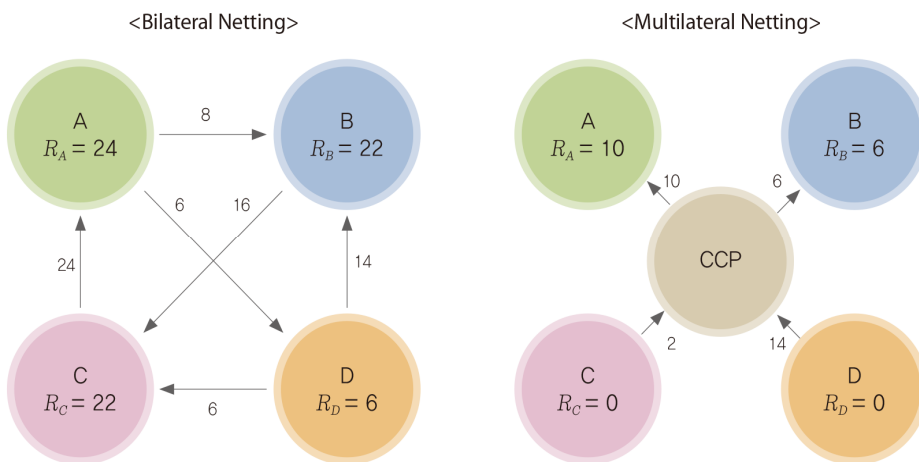 <Bilateral Netting>
<Multilateral Netting>
A
R_A = 24
8
B
R_B = 22
6
16
24
14
C
R_C = 22
6
D
R_D = 6
A
R_A = 10
B
R_B = 6
10
6
CCP
2
14
C
R_C = 0
D
R_D = 0